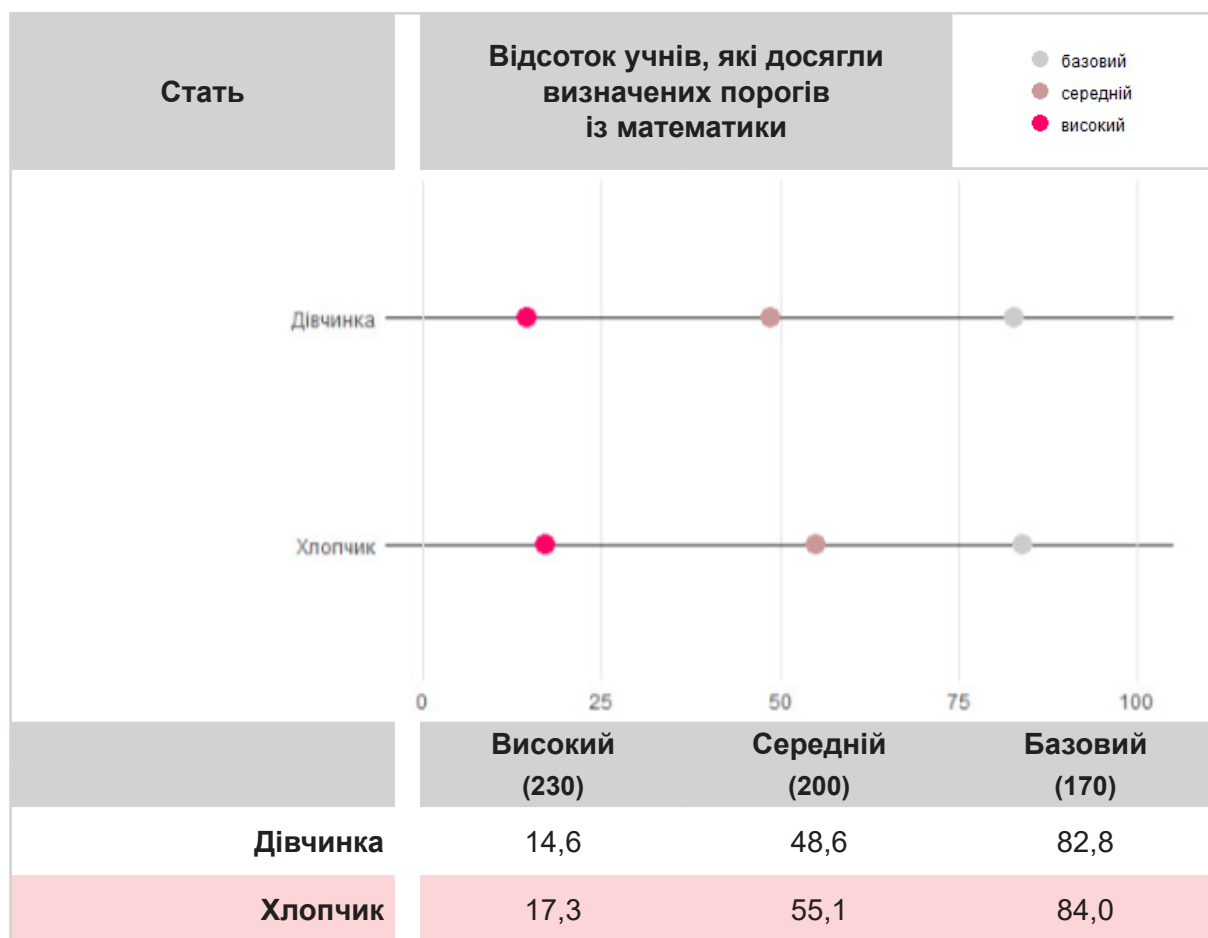 Стать
Відсоток учнів, які досягли
визначених порогів
із математики
базовий
середній
високий
Дівчинка
Хлопчик
0 25 50 75 100
Високий Середній Базовий
(230) (200) (170)
Дівчинка 14,6 48,6 82,8
Хлопчик 17,3 55,1 84,0